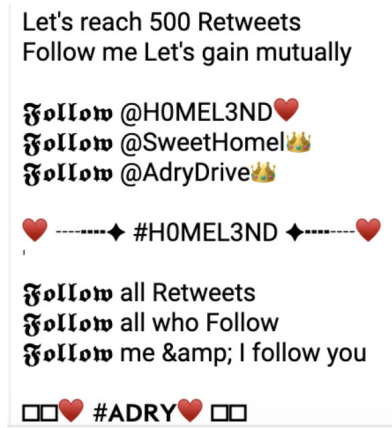 Let's reach 500 Retweets
Follow me Let's gain mutually
𝕱𝖔𝖑𝖑𝖔𝖜 @H0MEL3ND♥️
𝕱𝖔𝖑𝖑𝖔𝖜 @SweetHomel👑
𝕱𝖔𝖑𝖑𝖔𝖜 @AdryDrive👑
♥️ ┈┈┉┅✦ #H0MEL3ND ✦┅┉┈┈♥️
𝕱𝖔𝖑𝖑𝖔𝖜 all Retweets
𝕱𝖔𝖑𝖑𝖔𝖜 all who Follow
𝕱𝖔𝖑𝖑𝖔𝖜 me &amp; I follow you
□□♥️ #𝗔𝗗𝗥𝗬♥️ □□